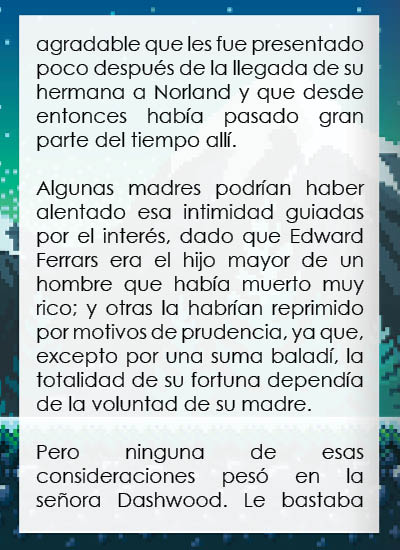 agradable que les fue presentado
poco después de la llegada de su
hermana a Norland y que desde
entonces había pasado gran
parte del tiempo allí.
Algunas madres podrían haber
alentado esa intimidad guiadas
por el interés, dado que Edward
Ferrars era el hijo mayor de un
hombre que había muerto muy
rico; y otras la habrían reprimido
por motivos de prudencia, ya que,
excepto por una suma baladí, la
totalidad de su fortuna dependía
de la voluntad de su madre.
Pero ninguna de esas
consideraciones pesó en la
señora Dashwood. Le bastaba